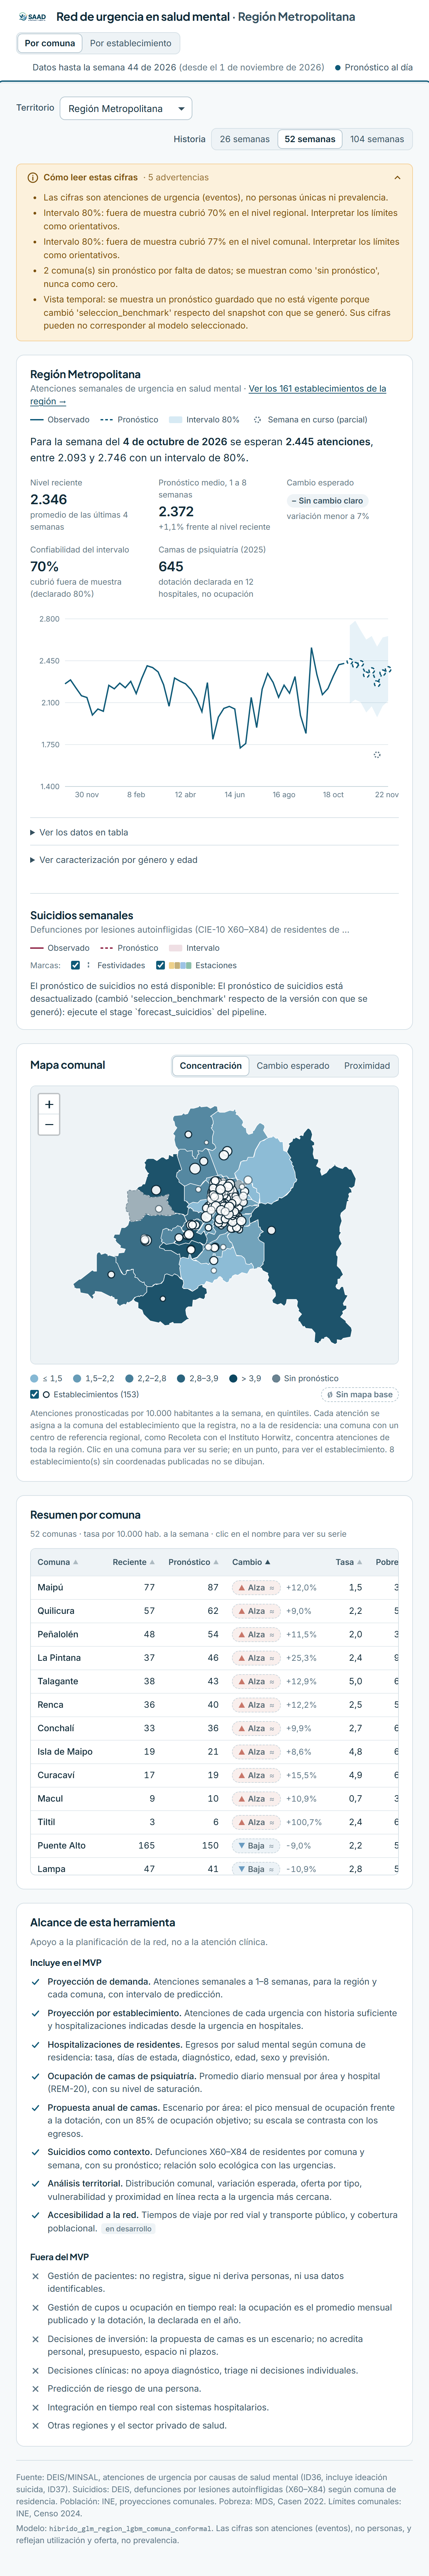 SAAD Red de urgencia en salud mental · Región Metropolitana
Por comuna Por establecimiento
Datos hasta la semana 44 de 2026 (desde el 1 de noviembre de 2026) Pronóstico al día
Territorio Región Metropolitana
Historia 26 semanas 52 semanas 104 semanas
Cómo leer estas cifras · 5 advertencias
• Las cifras son atenciones de urgencia (eventos), no personas únicas ni prevalencia.
• Intervalo 80%: fuera de muestra cubrió 70% en el nivel regional. Interpretar los límites
como orientativos.
• Intervalo 80%: fuera de muestra cubrió 77% en el nivel comunal. Interpretar los límites
como orientativos.
• 2 comuna(s) sin pronóstico por falta de datos; se muestran como 'sin pronóstico',
nunca como cero.
• Vista temporal: se muestra un pronóstico guardado que no está vigente porque
cambió 'seleccion_benchmark' respecto del snapshot con que se generó. Sus cifras
pueden no corresponder al modelo seleccionado.
Región Metropolitana
Atenciones semanales de urgencia en salud mental · Ver los 161 establecimientos de la
región →
Observado Pronóstico Intervalo 80% Semana en curso (parcial)
Para la semana del 4 de octubre de 2026 se esperan 2.445 atenciones,
entre 2.093 y 2.746 con un intervalo de 80%.
Nivel reciente
2.346
promedio de las últimas 4
semanas
Pronóstico medio, 1 a 8
semanas
2.372
+1,1% frente al nivel reciente
Cambio esperado
– Sin cambio claro
variación menor a 7%
Confiabilidad del intervalo
70%
cubrió fuera de muestra
(declarado 80%)
Camas de psiquiatría (2025)
645
dotación declarada en 12
hospitales, no ocupación
2.800
2.450
2.100
1.750
1.400
30 nov 8 feb 12 abr 14 jun 16 ago 18 oct 22 nov
▶ Ver los datos en tabla
▶ Ver caracterización por género y edad
Suicidios semanales
Defunciones por lesiones autoinfligidas (CIE-10 X60–X84) de residentes de ...
Observado Pronóstico Intervalo
Marcas: Festividades Estaciones
El pronóstico de suicidios no está disponible: El pronóstico de suicidios está
desactualizado (cambió 'seleccion_benchmark' respecto de la versión con que se
generó): ejecute el stage `forecast_suicidios` del pipeline.
Mapa comunal
Concentración Cambio esperado Proximidad
+
−
≤ 1,5 1,5–2,2 2,2–2,8 2,8–3,9 > 3,9 Sin pronóstico
Establecimientos (153) Ø Sin mapa base
Atenciones pronosticadas por 10.000 habitantes a la semana, en quintiles. Cada atención se
asigna a la comuna del establecimiento que la registra, no a la de residencia: una comuna con un
centro de referencia regional, como Recoleta con el Instituto Horwitz, concentra atenciones de
toda la región. Clic en una comuna para ver su serie; en un punto, para ver el establecimiento. 8
establecimiento(s) sin coordenadas publicadas no se dibujan.
Resumen por comuna
52 comunas · tasa por 10.000 hab. a la semana · clic en el nombre para ver su serie
Comuna ▲ Reciente ▲ Pronóstico ▲ Cambio ▲ Tasa ▲ Pobre
Maipú 77 87 ▲ Alza ≈ +12,0% 1,5 3
Quilicura 57 62 ▲ Alza ≈ +9,0% 2,2 5
Peñalolén 48 54 ▲ Alza ≈ +11,5% 2,0 3
La Pintana 37 46 ▲ Alza ≈ +25,3% 2,4 9
Talagante 38 43 ▲ Alza ≈ +12,9% 5,0 6
Renca 36 40 ▲ Alza ≈ +12,2% 2,5 5
Conchalí 33 36 ▲ Alza ≈ +9,9% 2,7 6
Isla de Maipo 19 21 ▲ Alza ≈ +8,6% 4,8 6
Curacaví 17 19 ▲ Alza ≈ +15,5% 4,9 6
Macul 9 10 ▲ Alza ≈ +10,9% 0,7 3
Tiltil 3 6 ▲ Alza ≈ +100,7% 2,4 6
Puente Alto 165 150 ▼ Baja ≈ -9,0% 2,2 5
Lampa 47 41 ▼ Baja ≈ -10,9% 2,8 5
Alcance de esta herramienta
Apoyo a la planificación de la red, no a la atención clínica.
Incluye en el MVP
✓ Proyección de demanda. Atenciones semanales a 1–8 semanas, para la región y
cada comuna, con intervalo de predicción.
✓ Proyección por establecimiento. Atenciones de cada urgencia con historia suficiente
y hospitalizaciones indicadas desde la urgencia en hospitales.
✓ Hospitalizaciones de residentes. Egresos por salud mental según comuna de
residencia: tasa, días de estada, diagnóstico, edad, sexo y previsión.
✓ Ocupación de camas de psiquiatría. Promedio diario mensual por área y hospital
(REM-20), con su nivel de saturación.
✓ Propuesta anual de camas. Escenario por área: el pico mensual de ocupación frente
a la dotación, con un 85% de ocupación objetivo; su escala se contrasta con los
egresos.
✓ Suicidios como contexto. Defunciones X60–X84 de residentes por comuna y
semana, con su pronóstico; relación solo ecológica con las urgencias.
✓ Análisis territorial. Distribución comunal, variación esperada, oferta por tipo,
vulnerabilidad y proximidad en línea recta a la urgencia más cercana.
✓ Accesibilidad a la red. Tiempos de viaje por red vial y transporte público, y cobertura
poblacional. en desarrollo
Fuera del MVP
✕ Gestión de pacientes: no registra, sigue ni deriva personas, ni usa datos
identificables.
✕ Gestión de cupos u ocupación en tiempo real: la ocupación es el promedio mensual
publicado y la dotación, la declarada en el año.
✕ Decisiones de inversión: la propuesta de camas es un escenario; no acredita
personal, presupuesto, espacio ni plazos.
✕ Decisiones clínicas: no apoya diagnóstico, triage ni decisiones individuales.
✕ Predicción de riesgo de una persona.
✕ Integración en tiempo real con sistemas hospitalarios.
✕ Otras regiones y el sector privado de salud.
Fuente: DEIS/MINSAL, atenciones de urgencia por causas de salud mental (ID36, incluye ideación
suicida, ID37). Suicidios: DEIS, defunciones por lesiones autoinfligidas (X60–X84) según comuna de
residencia. Población: INE, proyecciones comunales. Pobreza: MDS, Casen 2022. Límites comunales:
INE, Censo 2024.
Modelo: hibrido_glm_region_lgbm_comuna_conformal. Las cifras son atenciones (eventos), no personas, y
reflejan utilización y oferta, no prevalencia.